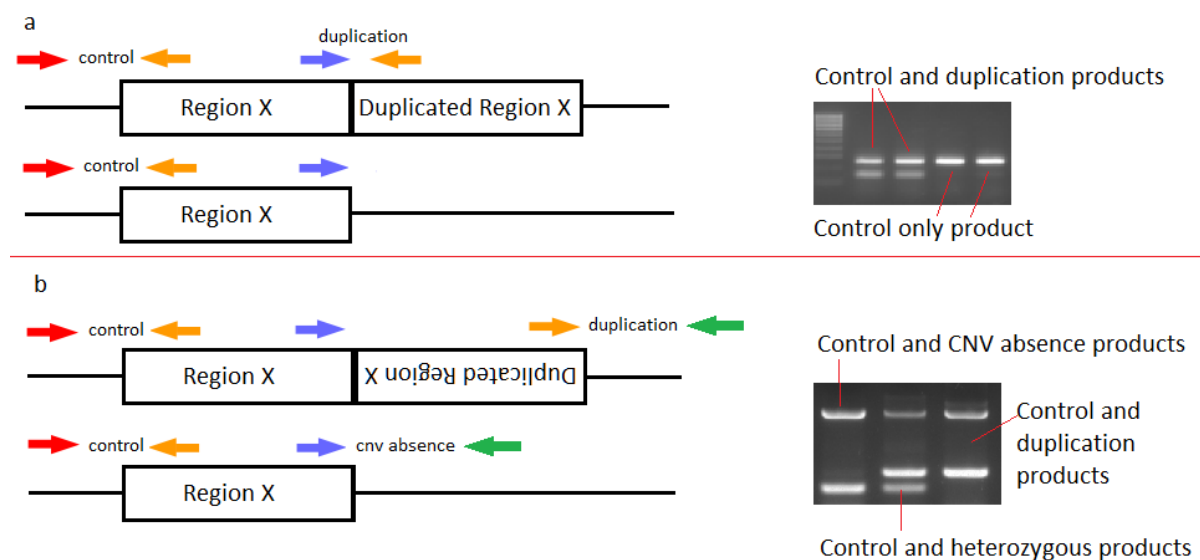 a
duplication
control
Region X
Duplicated Region X
control
Region X
Control and duplication products
Control only product
b
control
duplication
Region X
Duplicated Region X
control
cnv absence
Region X
Control and CNV absence products
Control and
duplication
products
Control and heterozygous products